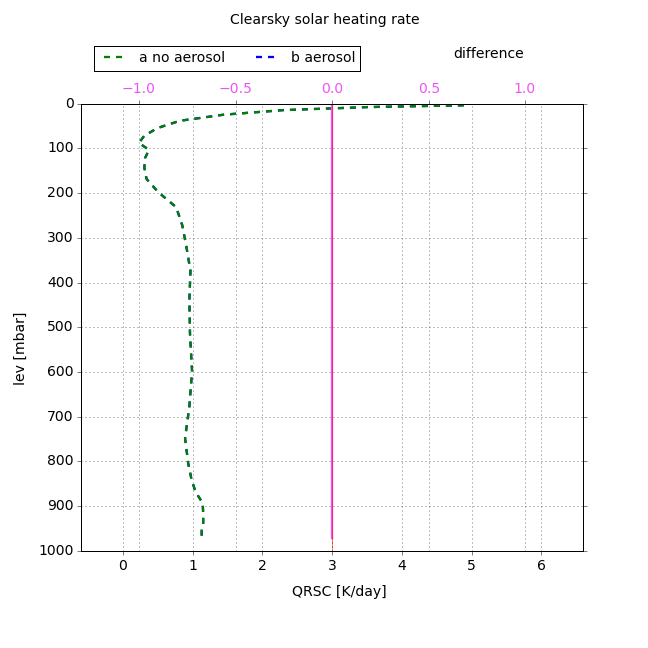 Clearsky solar heating rate
a no aerosol b aerosol difference
−1.0 −0.5 0.0 0.5 1.0
0
100
200
300
400
500
600
700
800
900
1000
lev [mbar]
0 1 2 3 4 5 6
QRSC [K/day]